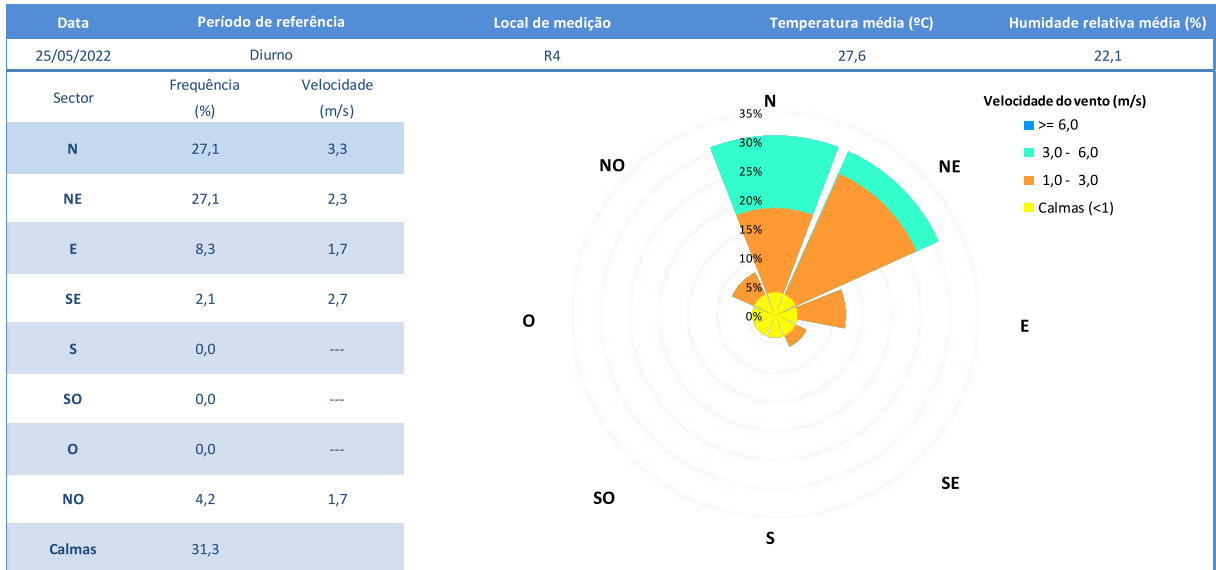 Data Período de referência Local de medição Temperatura média (ºC) Humidade relativa média (%)
25/05/2022 Diurno R4 27,6 22,1
Sector Frequência (%) Velocidade (m/s)
N 27,1 3,3
NE 27,1 2,3
E 8,3 1,7
SE 2,1 2,7
S 0,0 ---
SO 0,0 ---
O 0,0 ---
NO 4,2 1,7
Calmas 31,3
N
NE
E
SE
S
SO
O
NO
35%
30%
25%
20%
15%
10%
5%
0%
Velocidade do vento (m/s)
>= 6,0
3,0 - 6,0
1,0 - 3,0
Calmas (<1)